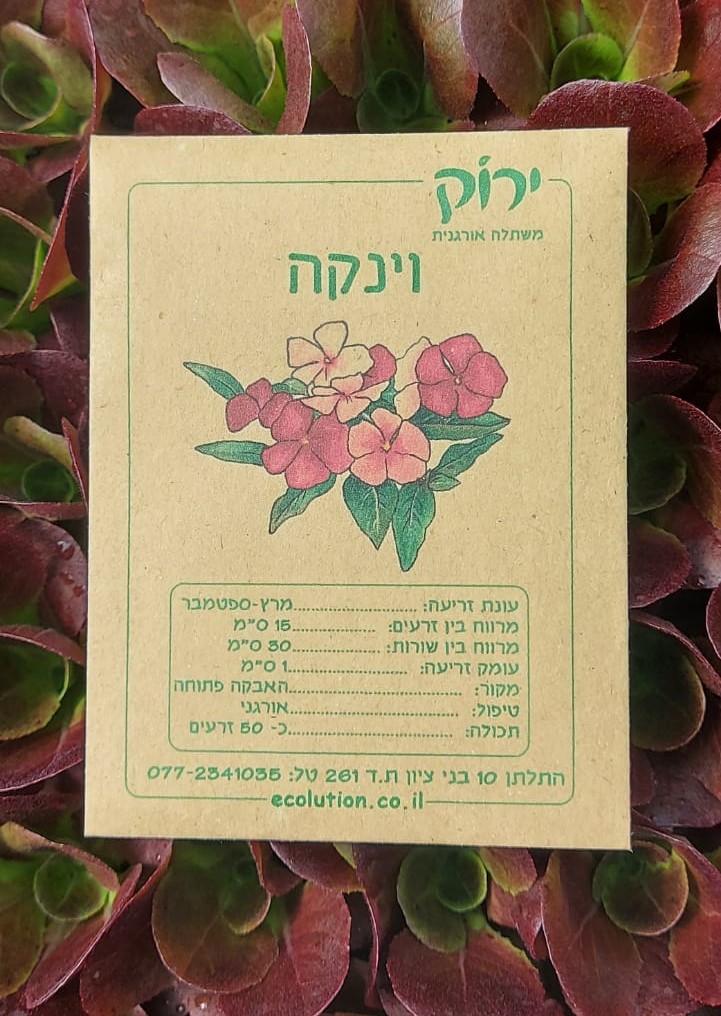 ירוק
משתלה אורגנית
וינקה
עונת זריעה: ............................מרץ-ספטמבר
מרווח בין זרעים: ...................15 ס"מ
מרווח בין שורות: ....................30 ס"מ
עומק זריעה: ............................1 ס"מ
מקור: ........................................האבקה פתוחה
טיפול: .......................................אורגני
תכולה: ......................................כ- 50 זרעים
התלתן 10 בני ציון ת.ד 261 טל: 077-2341035
ecolution.co.il